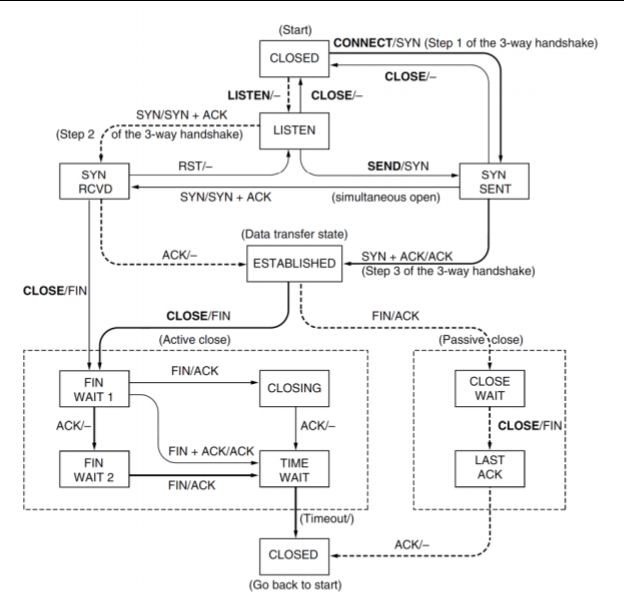 (Start)
CONNECT/SYN (Step 1 of the 3-way handshake)
CLOSED
CLOSE/–
LISTEN/–
CLOSE/–
SYN/SYN + ACK
(Step 2 of the 3-way handshake)
LISTEN
RST/–
SEND/SYN
SYN
RCVD
SYN
SENT
SYN/SYN + ACK
(simultaneous open)
(Data transfer state)
ACK/–
ESTABLISHED
SYN + ACK/ACK
(Step 3 of the 3-way handshake)
CLOSE/FIN
CLOSE/FIN
FIN/ACK
(Active close)
(Passive close)
FIN/ACK
FIN
WAIT 1
CLOSING
CLOSE
WAIT
ACK/–
ACK/–
CLOSE/FIN
FIN + ACK/ACK
FIN
WAIT 2
TIME
WAIT
LAST
ACK
FIN/ACK
(Timeout/)
ACK/–
CLOSED
(Go back to start)